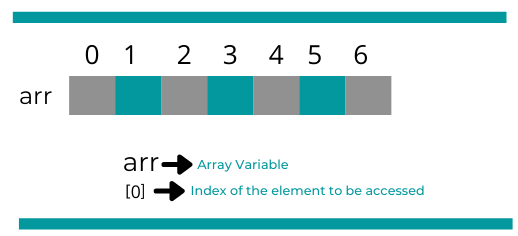 0 1 2 3 4 5 6
arr
arr Array Variable
[0] Index of the element to be accessed